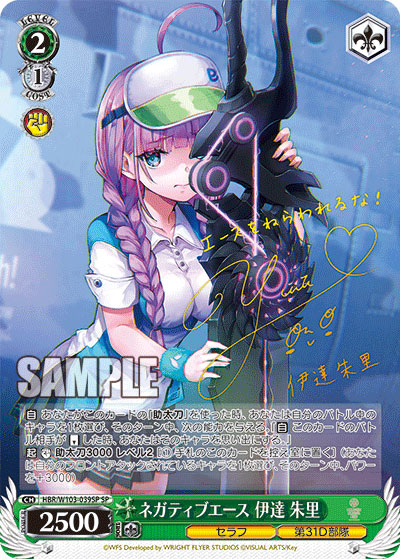 LEVEL
2
1
COST
エースをねらわれるな!
伊達朱里
SAMPLE
【自】 あなたがこのカードの「助太刀」を使った時、あなたは自分のバトル中の
キャラを1枚選び、そのターン中、次の能力を与える。『【自】 このカードのバ
トル相手が【リバース】した時、あなたはそのキャラを思い出にする。』
【起】 助太刀3000 レベル2 [(1) 手札のこのカードを控え室に置く] (あなたは
自分のフロントアタックされているキャラを1枚選び、そのターン中、パワーを+3000)
CH HBR/W103-039SP SP
ネガティブエース 伊達 朱里
2500
セラフ
第31D部隊
©WFS Developed by WRIGHT FLYER STUDIOS ©VISUAL ARTS/Key